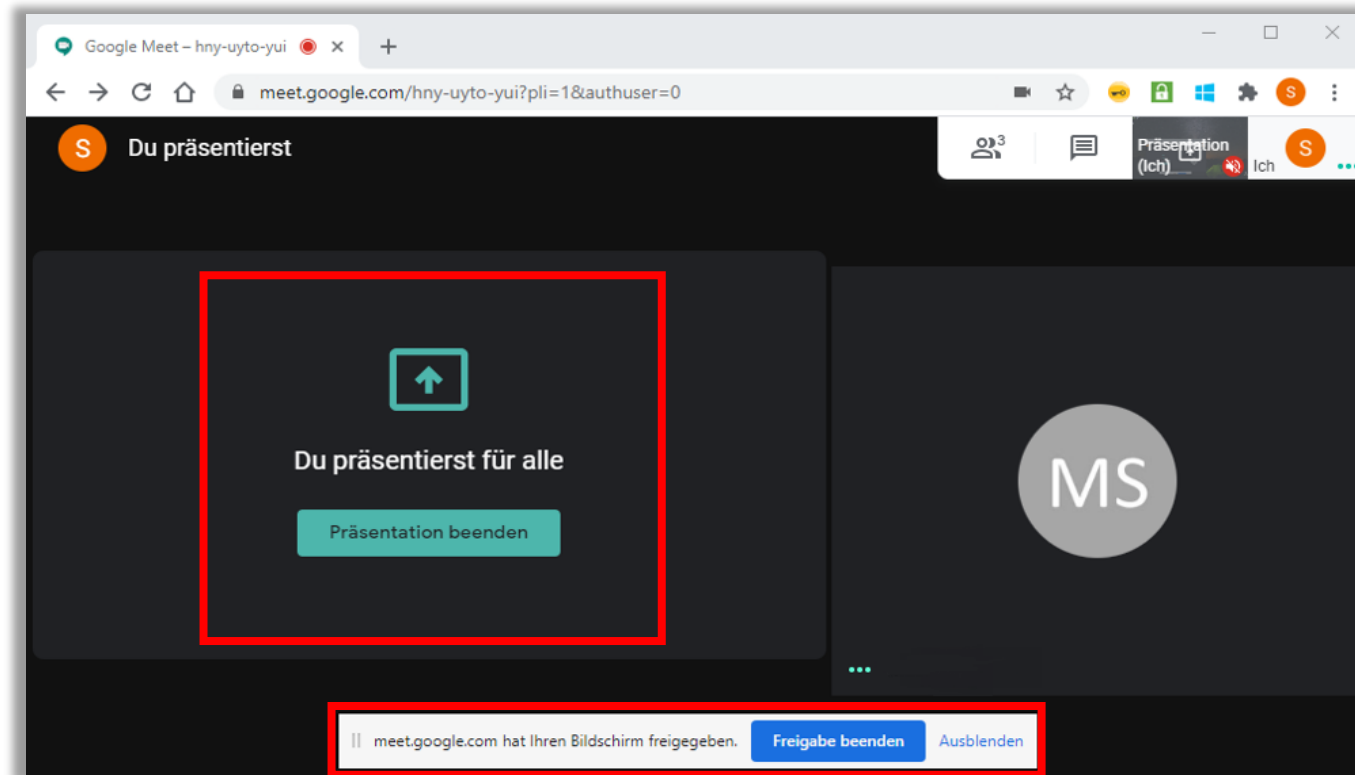 Google Meet – hny-uyto-yui
meet.google.com/hny-uyto-yui?pli=1&authuser=0
S
S
Du präsentierst
3
Präsentation
(Ich)
Ich
S
Du präsentierst für alle
Präsentation beenden
MS
meet.google.com hat Ihren Bildschirm freigegeben.
Freigabe beenden
Ausblenden